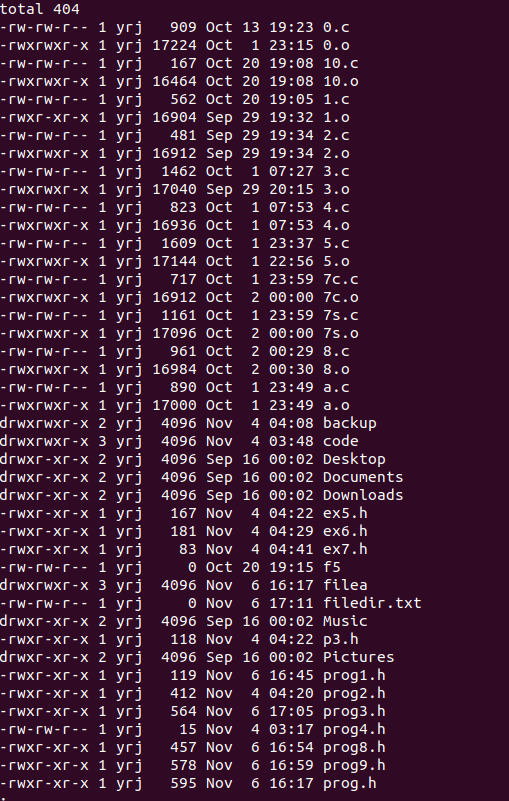 total 404
-rw-rw-r-- 1 yrj   909 Oct 13 19:23 0.c
-rwxrwxr-x 1 yrj 17224 Oct  1 23:15 0.o
-rw-rw-r-- 1 yrj   167 Oct 20 19:08 10.c
-rwxrwxr-x 1 yrj 16464 Oct 20 19:08 10.o
-rw-rw-r-- 1 yrj   562 Oct 20 19:05 1.c
-rwxr-xr-x 1 yrj 16904 Sep 29 19:32 1.o
-rw-rw-r-- 1 yrj   481 Sep 29 19:34 2.c
-rwxrwxr-x 1 yrj 16912 Sep 29 19:34 2.o
-rw-rw-r-- 1 yrj  1462 Oct  1 07:27 3.c
-rwxrwxr-x 1 yrj 17040 Sep 29 20:15 3.o
-rw-rw-r-- 1 yrj   823 Oct  1 07:53 4.c
-rwxrwxr-x 1 yrj 16936 Oct  1 07:53 4.o
-rw-rw-r-- 1 yrj  1609 Oct  1 23:37 5.c
-rwxrwxr-x 1 yrj 17144 Oct  1 22:56 5.o
-rw-rw-r-- 1 yrj   717 Oct  1 23:59 7c.c
-rwxrwxr-x 1 yrj 16912 Oct  2 00:00 7c.o
-rw-rw-r-- 1 yrj  1161 Oct  1 23:59 7s.c
-rwxrwxr-x 1 yrj 17096 Oct  2 00:00 7s.o
-rw-rw-r-- 1 yrj   961 Oct  2 00:29 8.c
-rwxrwxr-x 1 yrj 16984 Oct  2 00:30 8.o
-rw-rw-r-- 1 yrj   890 Oct  1 23:49 a.c
-rwxrwxr-x 1 yrj 17000 Oct  1 23:49 a.o
drwxrwxr-x 2 yrj  4096 Nov  4 04:08 backup
drwxr-xr-x 3 yrj  4096 Nov  4 03:48 code
drwxr-xr-x 2 yrj  4096 Sep 16 00:02 Desktop
drwxr-xr-x 2 yrj  4096 Sep 16 00:02 Documents
drwxr-xr-x 2 yrj  4096 Sep 16 00:02 Downloads
-rwxr-xr-x 1 yrj   167 Nov  4 04:22 ex5.h
-rwxr-xr-x 1 yrj   181 Nov  4 04:29 ex6.h
-rwxr-xr-x 1 yrj    83 Nov  4 04:41 ex7.h
-rw-rw-r-- 1 yrj     0 Oct 20 19:15 f5
drwxrwxr-x 3 yrj  4096 Nov  6 16:17 filea
-rw-rw-r-- 1 yrj     0 Nov  6 17:11 filedir.txt
drwxr-xr-x 2 yrj  4096 Sep 16 00:02 Music
-rwxr-xr-x 1 yrj   118 Nov  4 04:22 p3.h
drwxr-xr-x 2 yrj  4096 Sep 16 00:02 Pictures
-rwxr-xr-x 1 yrj   119 Nov  6 16:45 prog1.h
-rwxr-xr-x 1 yrj   412 Nov  4 04:20 prog2.h
-rwxr-xr-x 1 yrj   564 Nov  6 17:05 prog3.h
-rw-rw-r-- 1 yrj    15 Nov  4 03:17 prog4.h
-rwxr-xr-x 1 yrj   457 Nov  6 16:54 prog8.h
-rwxr-xr-x 1 yrj   578 Nov  6 16:59 prog9.h
-rwxr-xr-x 1 yrj   595 Nov  6 16:17 prog.h